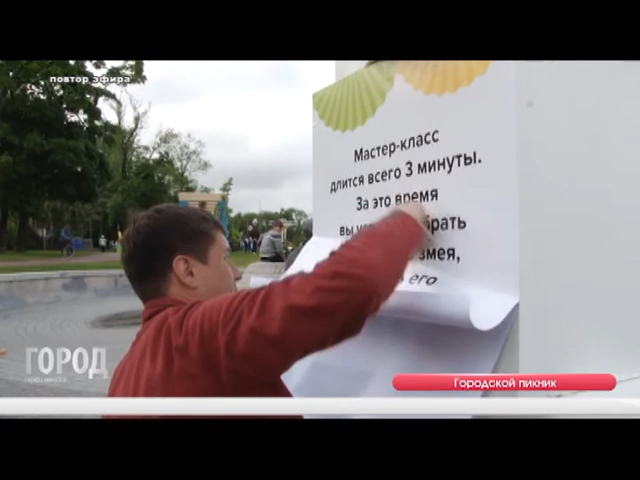 повтор эфира
Мастер-класс
длится всего 3 минуты.
За это время
вы
змея,
его
ГОРОД
Городской пикник